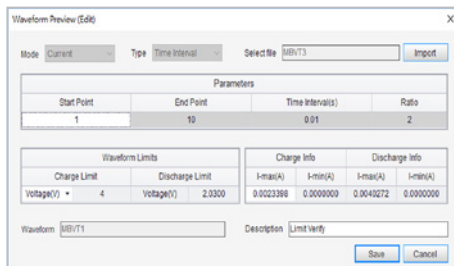 Waveform Preview (Edit) X
Mode Current Type Time Interval Select file MBVT3 Import
Parameters
Start Point End Point Time Interval(s) Ratio
1 10 0.01 2
Waveform Limits Charge Info Discharge Info
Charge Limit Discharge Limit I-max(A) I-min(A) I-max(A) I-min(A)
Voltage(V) 4 Voltage(V) 2.0300 0.0023398 0.0000000 0.0040272 0.0000000
Waveform MBVT1 Description Limit Verify
Save Cancel